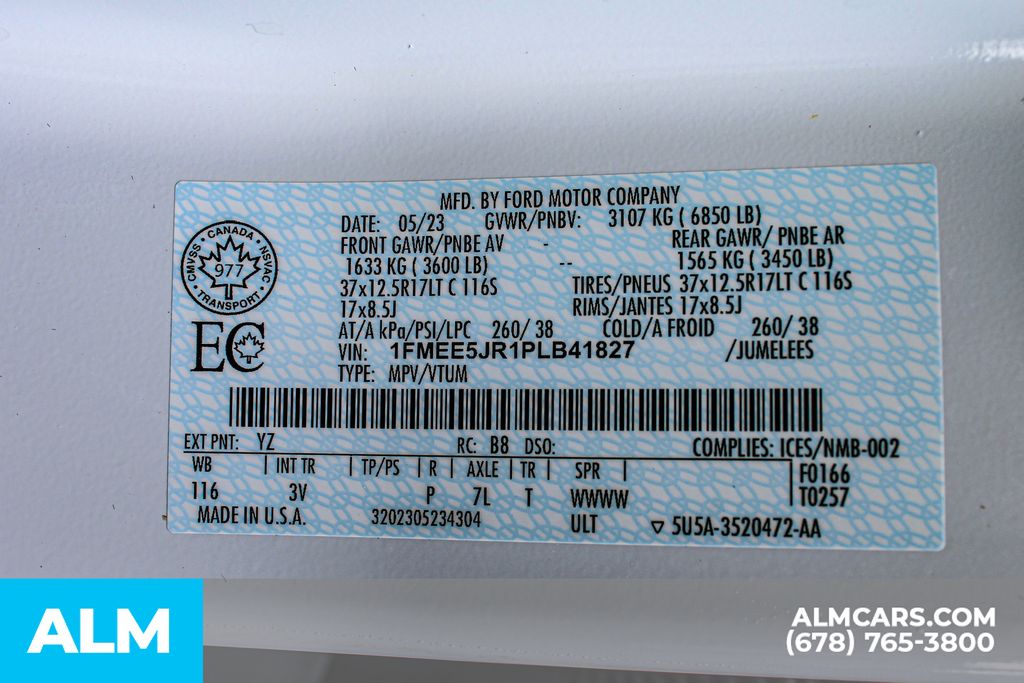 MFD. BY FORD MOTOR COMPANY
DATE: 05/23 GVWR/PNBV: 3107 KG ( 6850 LB)
FRONT GAWR/PNBE AV - REAR GAWR/ PNBE AR
1633 KG ( 3600 LB) -- 1565 KG ( 3450 LB)
37x12.5R17LT C 116S TIRES/PNEUS 37x12.5R17LT C 116S
17x8.5J RIMS/JANTES 17x8.5J
AT/A kPa/PSI/LPC 260/ 38 COLD/A FROID 260/ 38
VIN: 1FMEE5JR1PLB41827 /JUMELEES
TYPE: MPV/VTUM
CANADA
CMVSS
NSVAC
977
TRANSPORT
EC
EXT PNT: YZ RC: B8 DSO: COMPLIES: ICES/NMB-002
WB | INT TR | TP/PS | R | AXLE | TR | SPR | F0166
116 3V P 7L T WWWW T0257
MADE IN U.S.A. 3202305234304 ULT ▽ 5U5A-3520472-AA
ALM
ALMCARS.COM
(678) 765-3800